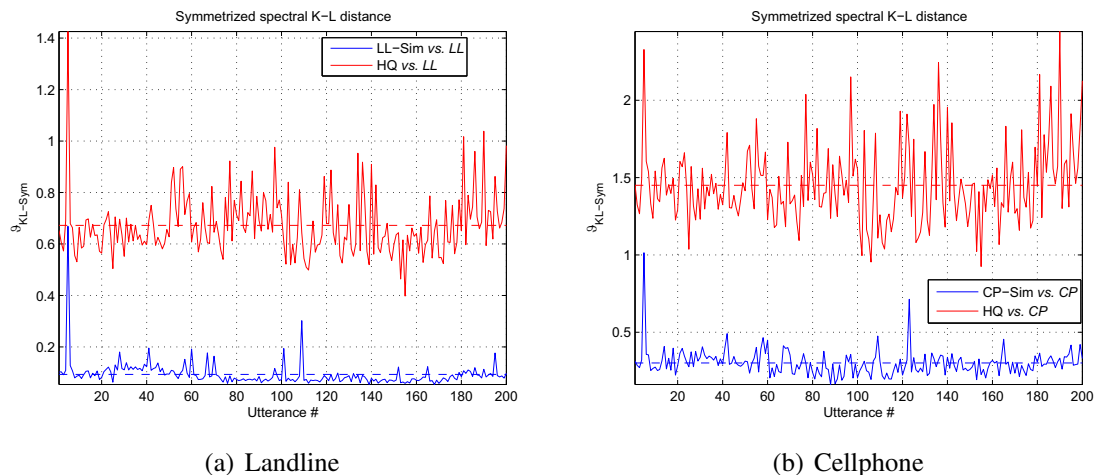 Symmetrized spectral K−L distance
1.4
1.2
1
0.8
0.6
0.4
0.2
ϑKL−Sym
LL−Sim vs. LL
HQ vs. LL
20 40 60 80 100 120 140 160 180 200
Utterance #
(a) Landline
Symmetrized spectral K−L distance
2
1.5
1
0.5
ϑKL−Sym
CP−Sim vs. CP
HQ vs. CP
20 40 60 80 100 120 140 160 180 200
Utterance #
(b) Cellphone